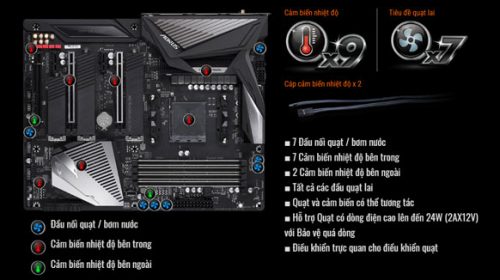 Cảm biến nhiệt độ
Tiêu đề quạt lai
x9
x7
Cáp cảm biến nhiệt độ x 2
AORUS
■ 7 Đầu nối quạt / bơm nước
■ 7 Cảm biến nhiệt độ bên trong
■ 2 Cảm biến nhiệt độ bên ngoài
■ Tất cả các đầu quạt lai
■ Quạt và cảm biến có thể tương tác
■ Hỗ trợ Quạt có dòng điện cao lên đến 24W (2AX12V)
với Bảo vệ quá dòng
■ Điều khiển trực quan cho điều khiển quạt
Đầu nối quạt / bơm nước
Cảm biến nhiệt độ bên trong
Cảm biến nhiệt độ bên ngoài